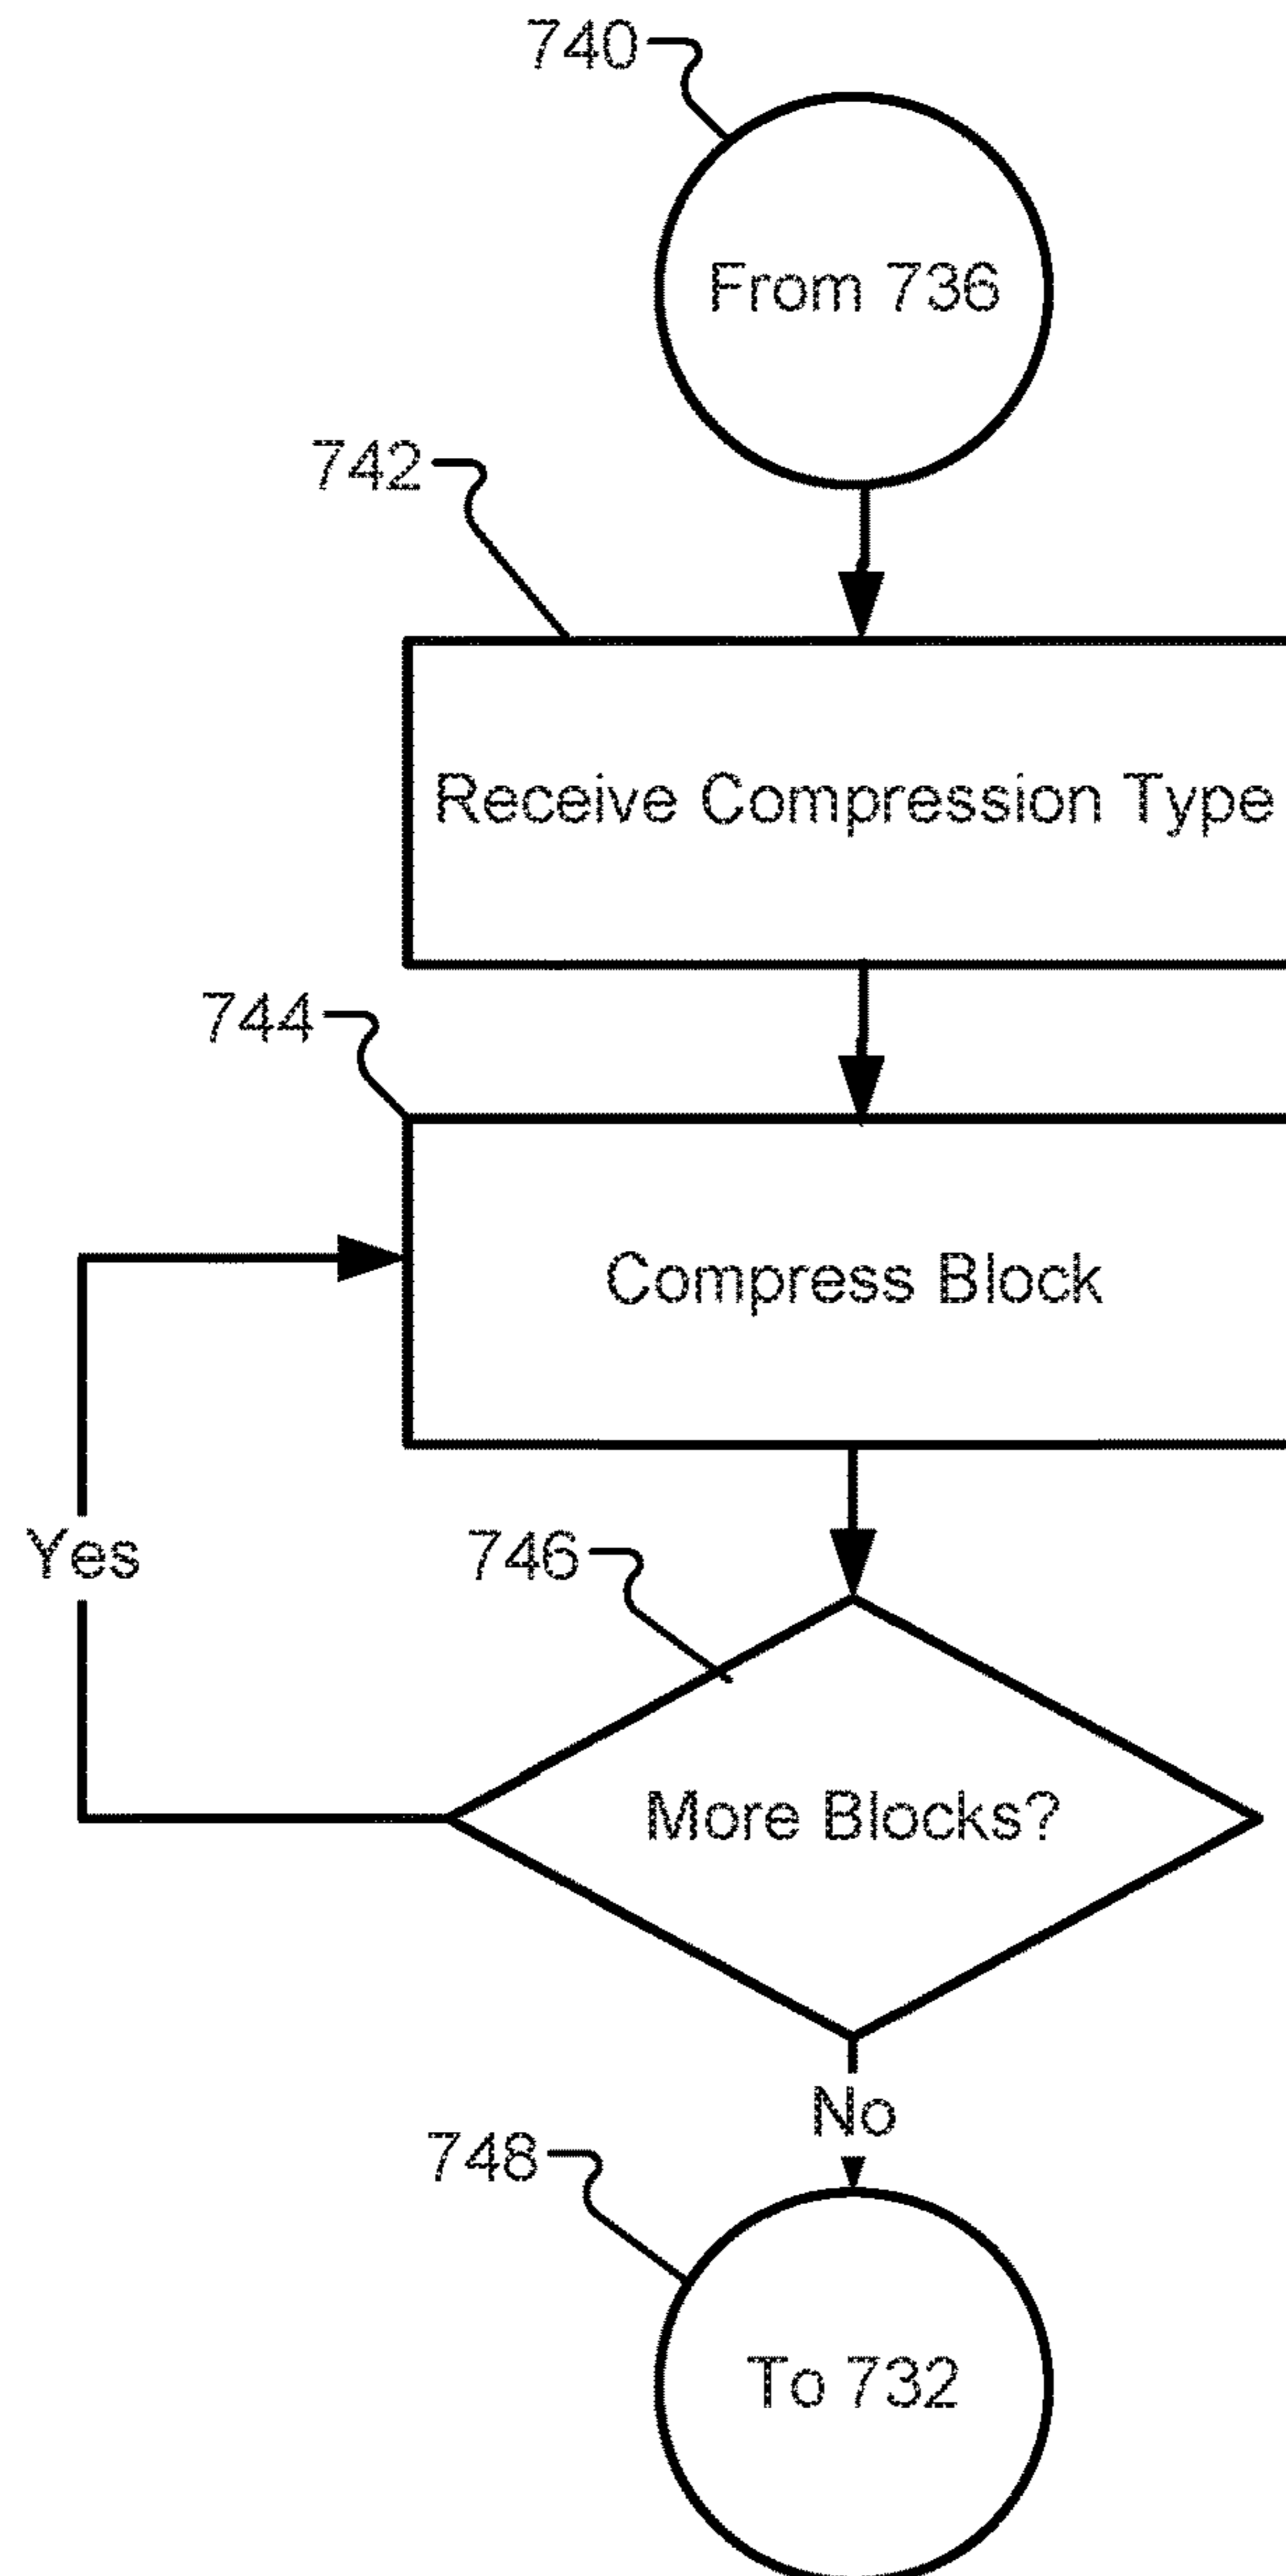 740
From 736
742
Receive Compression Type
744
Compress Block
Yes
746
More Blocks?
No
748
To 732